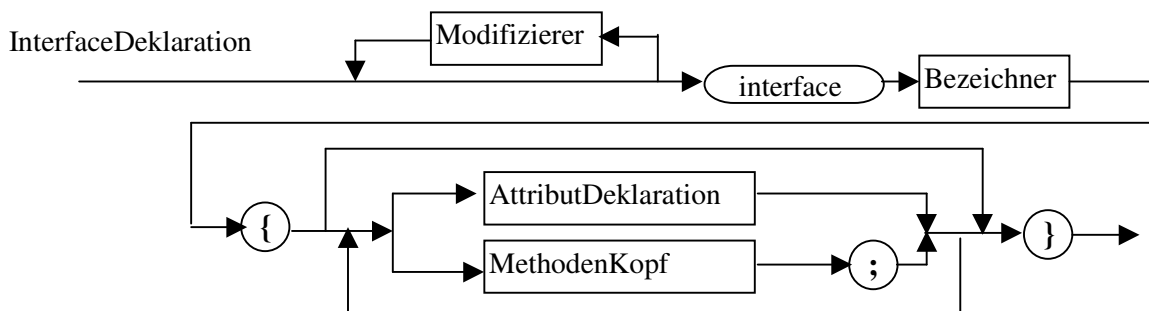 InterfaceDeklaration
Modifizierer
interface
Bezeichner
{
AttributDeklaration
MethodenKopf
;
}